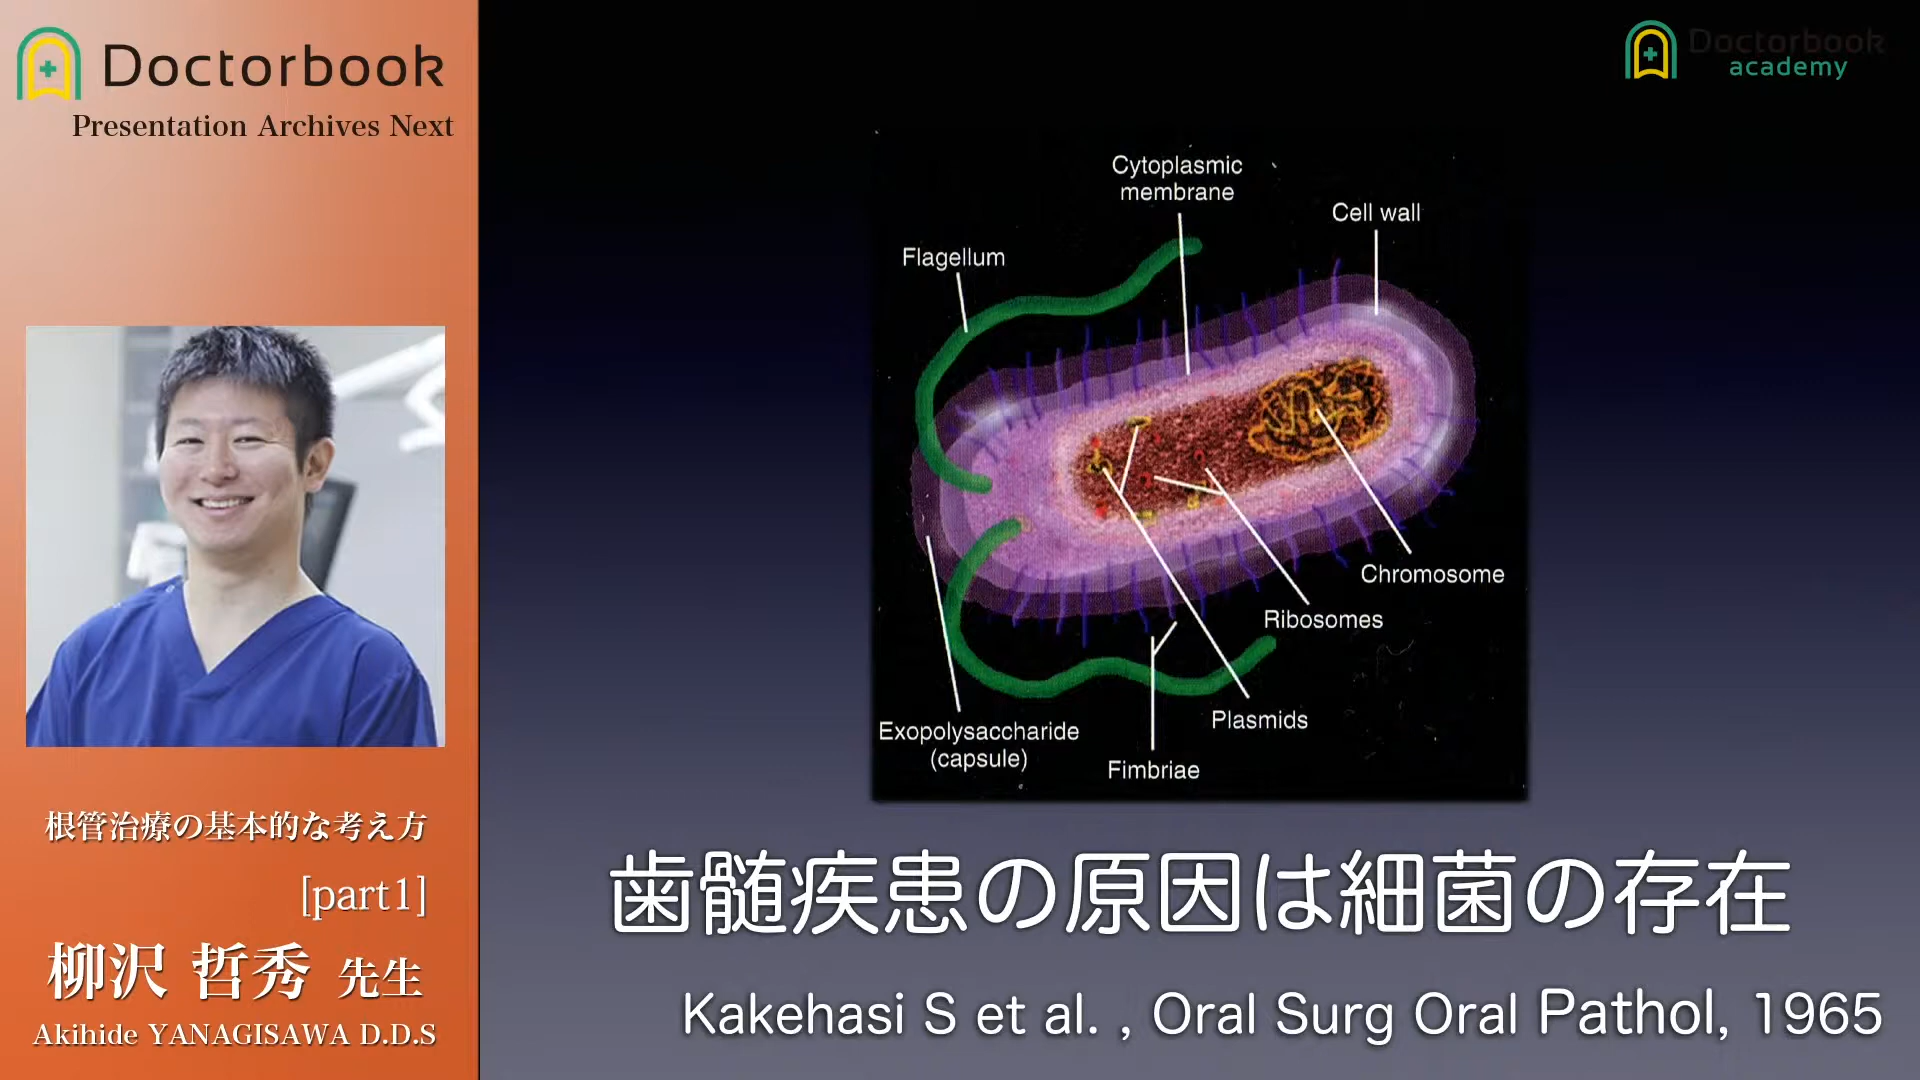 Doctorbook
Presentation Archives Next
根管治療の基本的な考え方
[part1]
柳沢 哲秀 先生
Akihide YANAGISAWA D.D.S
Doctorbook
academy
Cytoplasmic
membrane
Cell wall
Flagellum
Chromosome
Ribosomes
Plasmids
Exopolysaccharide
(capsule)
Fimbriae
歯髄疾患の原因は細菌の存在
Kakehasi S et al. , Oral Surg Oral Pathol, 1965